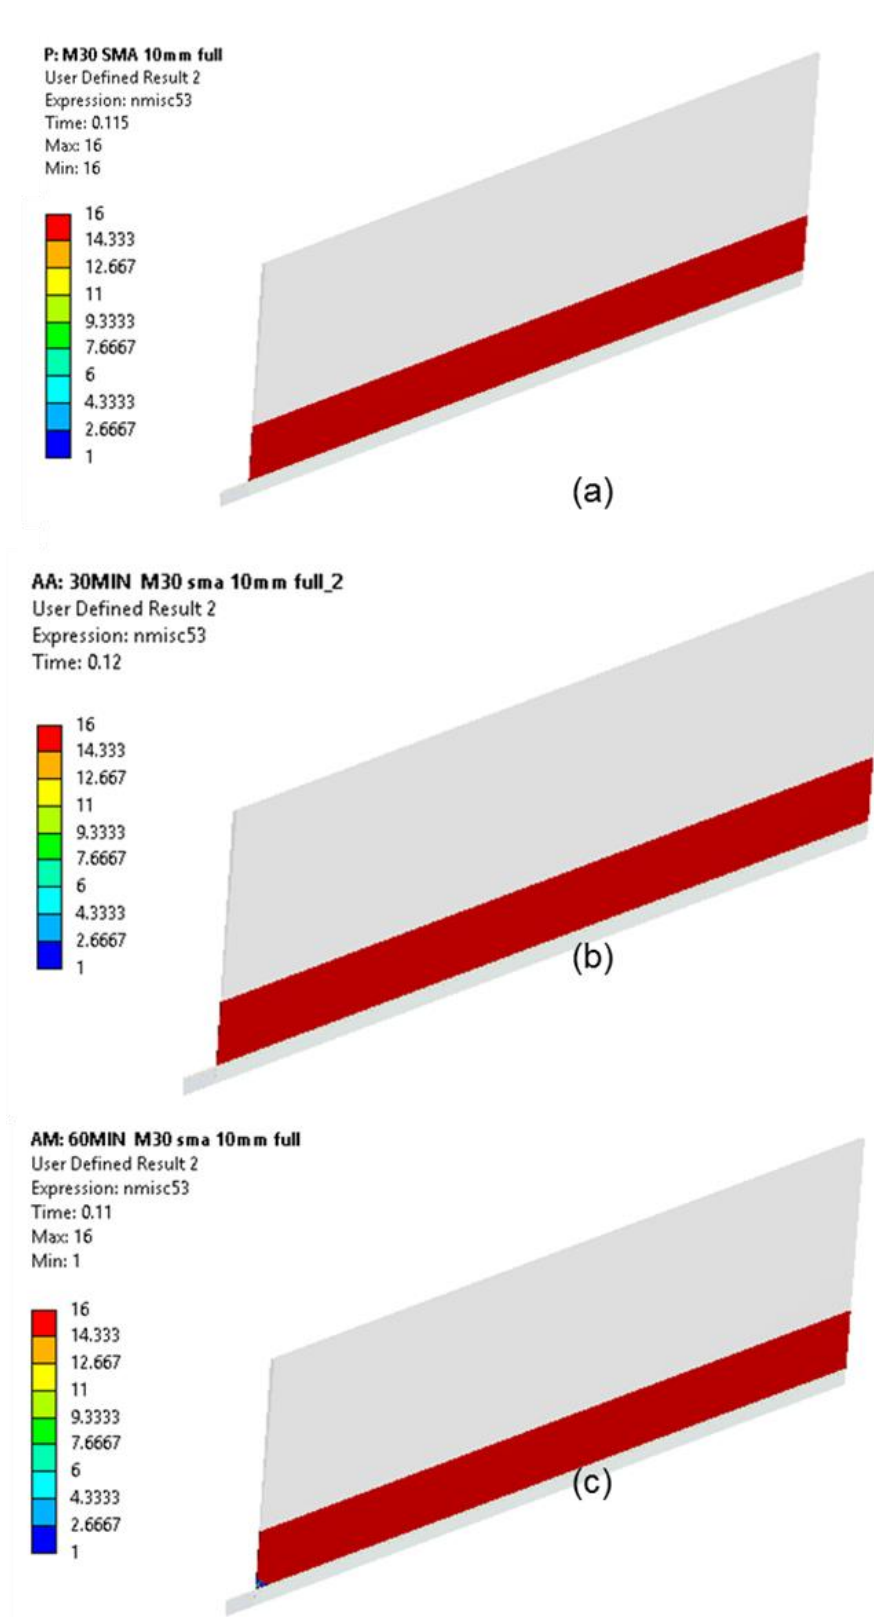 P: M30 SMA 10mm full
User Defined Result 2
Expression: nmisc53
Time: 0.115
Max: 16
Min: 16
16
14.333
12.667
11
9.3333
7.6667
6
4.3333
2.6667
1
(a)
AA: 30MIN M30 sma 10mm full_2
User Defined Result 2
Expression: nmisc53
Time: 0.12
16
14.333
12.667
11
9.3333
7.6667
6
4.3333
2.6667
1
(b)
AM: 60MIN M30 sma 10mm full
User Defined Result 2
Expression: nmisc53
Time: 0.11
Max: 16
Min: 1
16
14.333
12.667
11
9.3333
7.6667
6
4.3333
2.6667
1
(c)